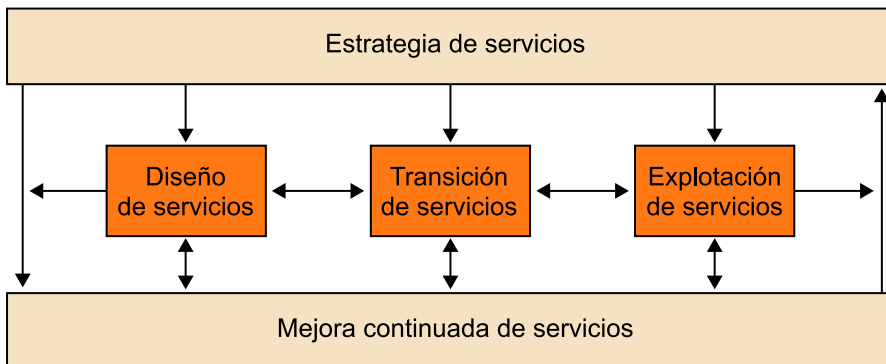 Estrategia de servicios
Diseño
de servicios
Transición
de servicios
Explotación
de servicios
Mejora continuada de servicios